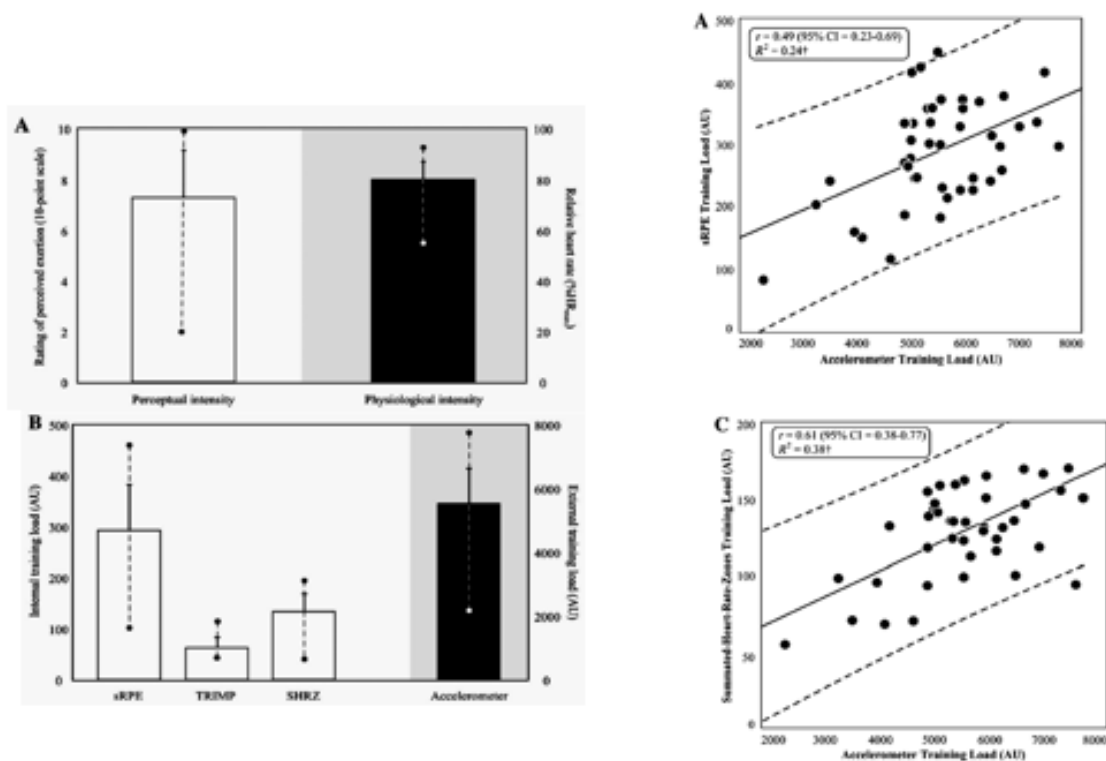 A
Rating of perceived exertion (10-point scale)
10
8
6
4
2
0
Perceptual intensity
Physiological intensity
100
80
60
40
20
0
Relative heart rate (%HRmax)
B
Internal training load (AU)
500
400
300
200
100
0
sRPE
TRIMP
SHRZ
Accelerometer
8000
6000
4000
2000
0
External training load (AU)
A
r = 0.49 (95% CI = 0.23-0.69)
R² = 0.24†
sRPE Training Load (AU)
500
400
300
200
100
0
2000
3000
4000
5000
6000
7000
8000
Accelerometer Training Load (AU)
C
r = 0.61 (95% CI = 0.38-0.77)
R² = 0.38†
Summated-Heart-Rate-Zones Training Load (AU)
200
150
100
50
0
2000
3000
4000
5000
6000
7000
8000
Accelerometer Training Load (AU)